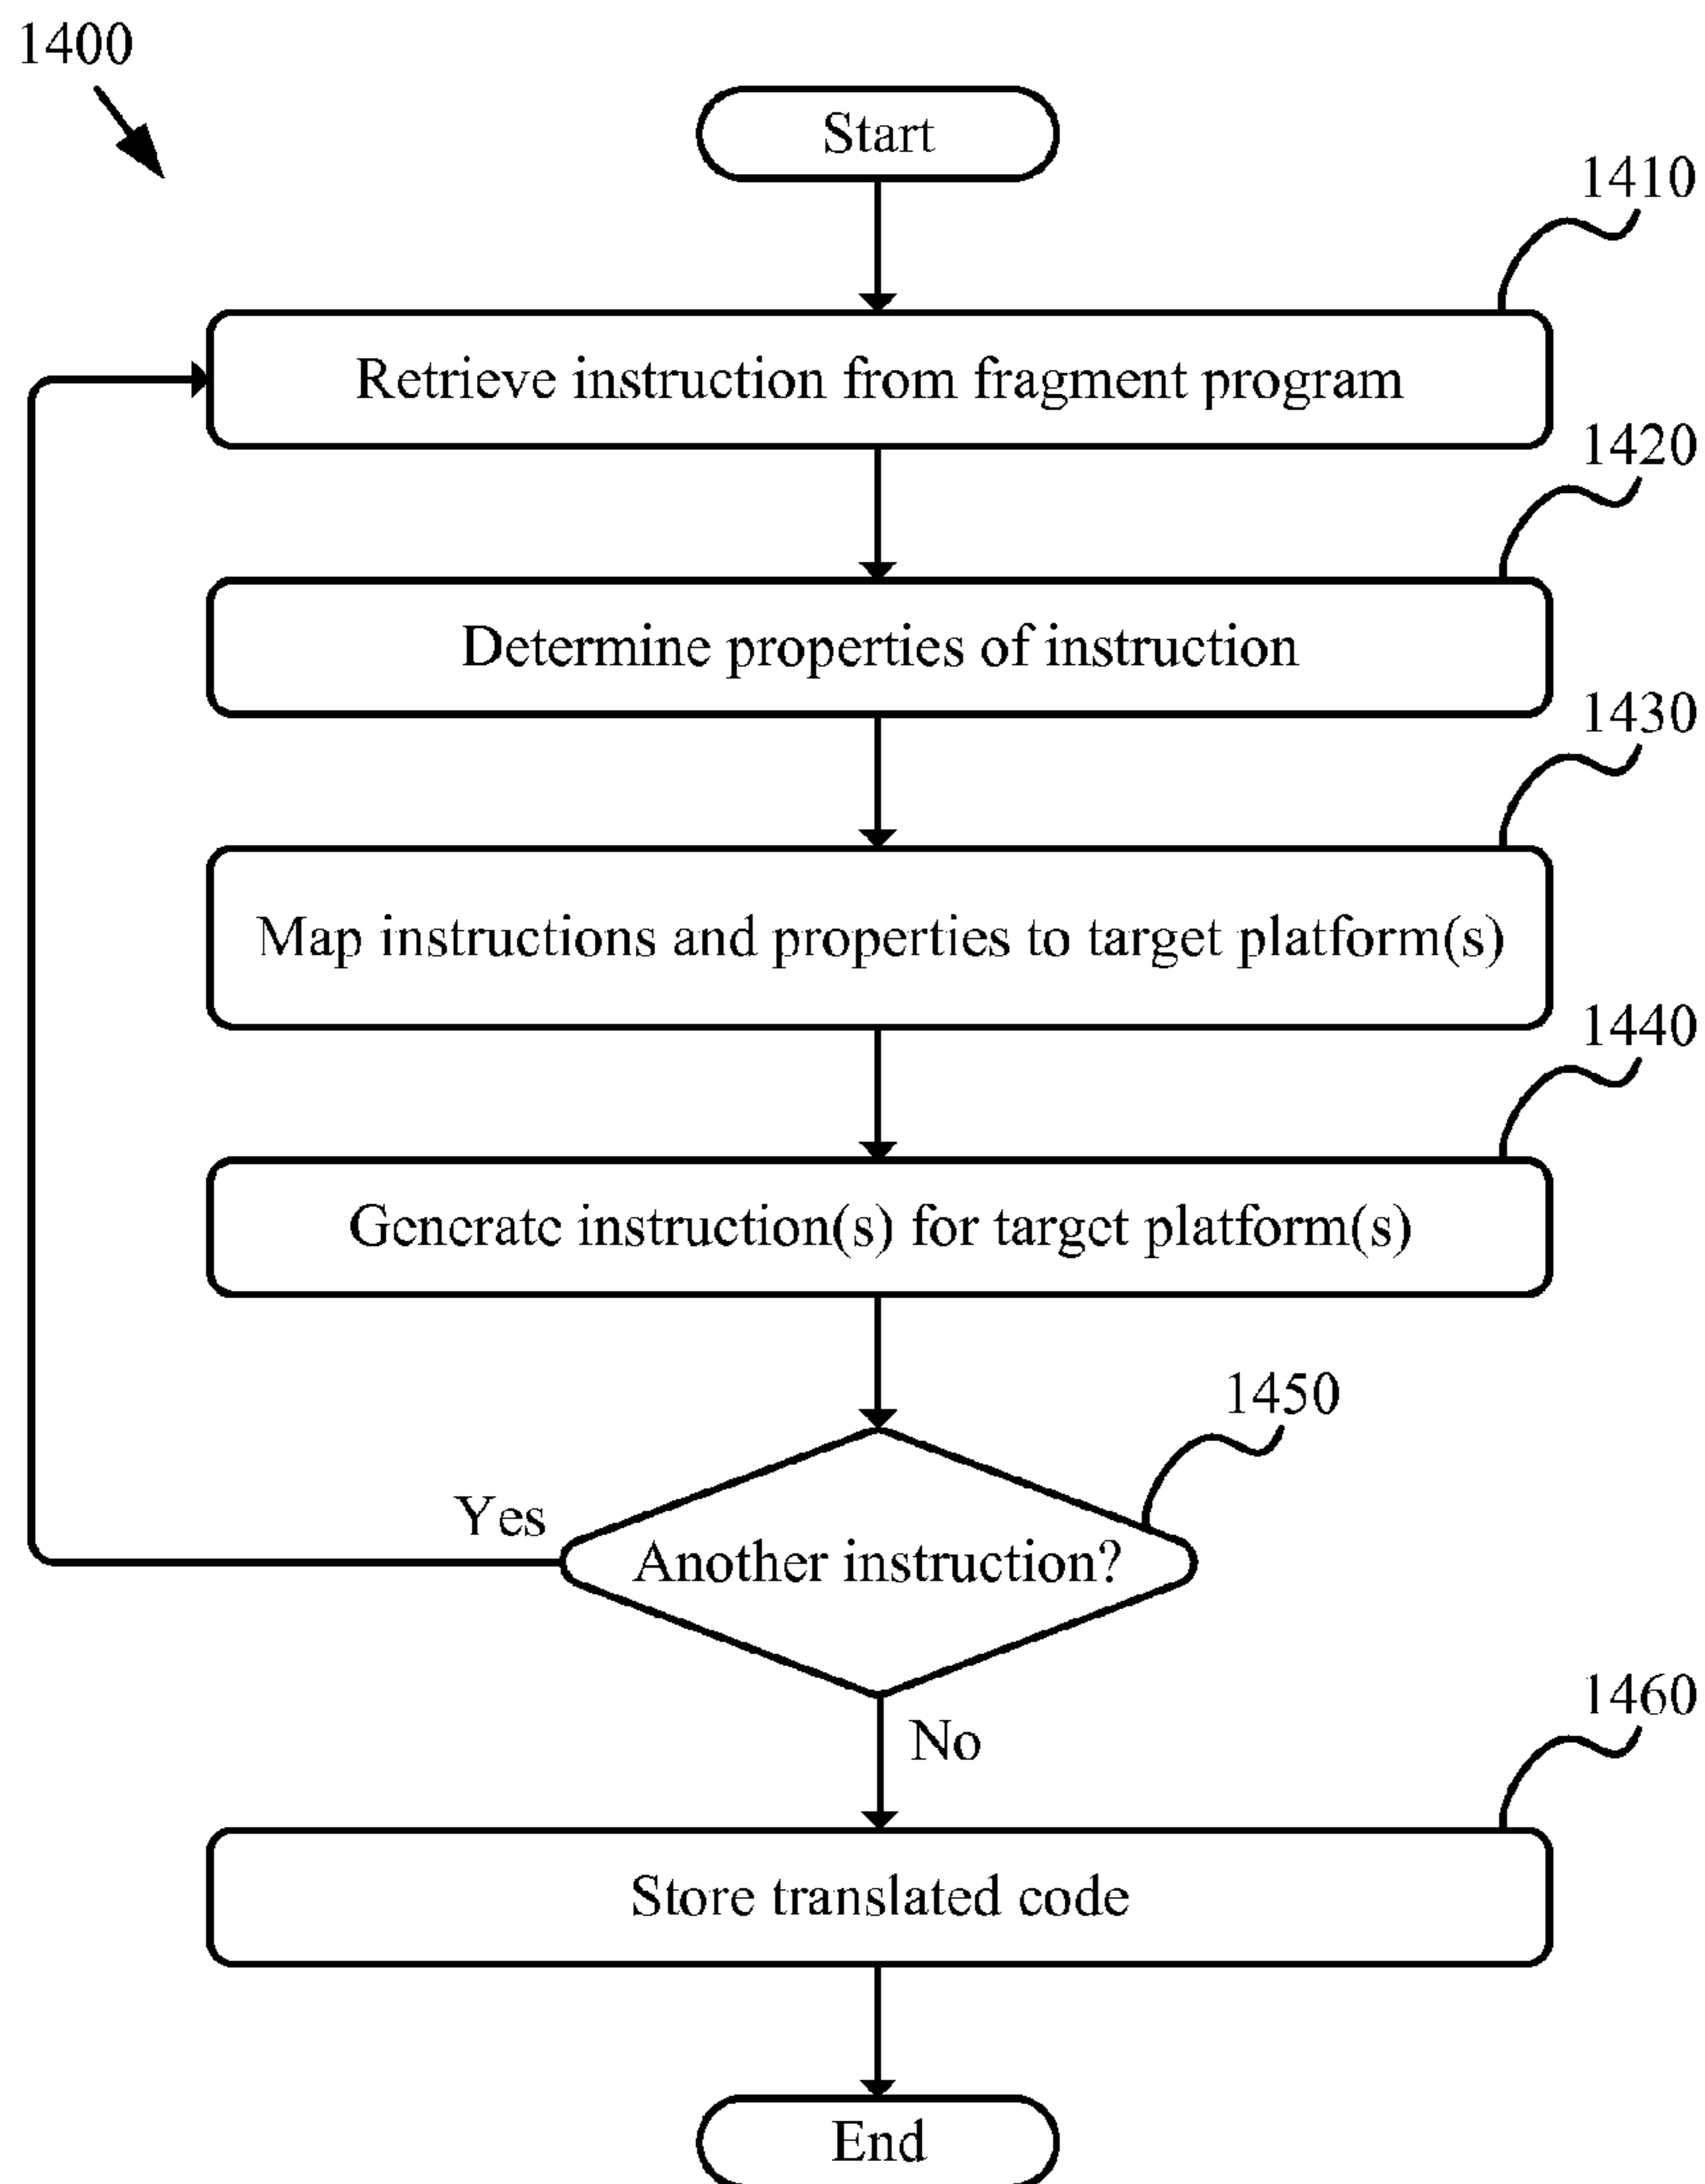 1400
Start
1410
Retrieve instruction from fragment program
1420
Determine properties of instruction
1430
Map instructions and properties to target platform(s)
1440
Generate instruction(s) for target platform(s)
1450
Yes
Another instruction?
1460
No
Store translated code
End